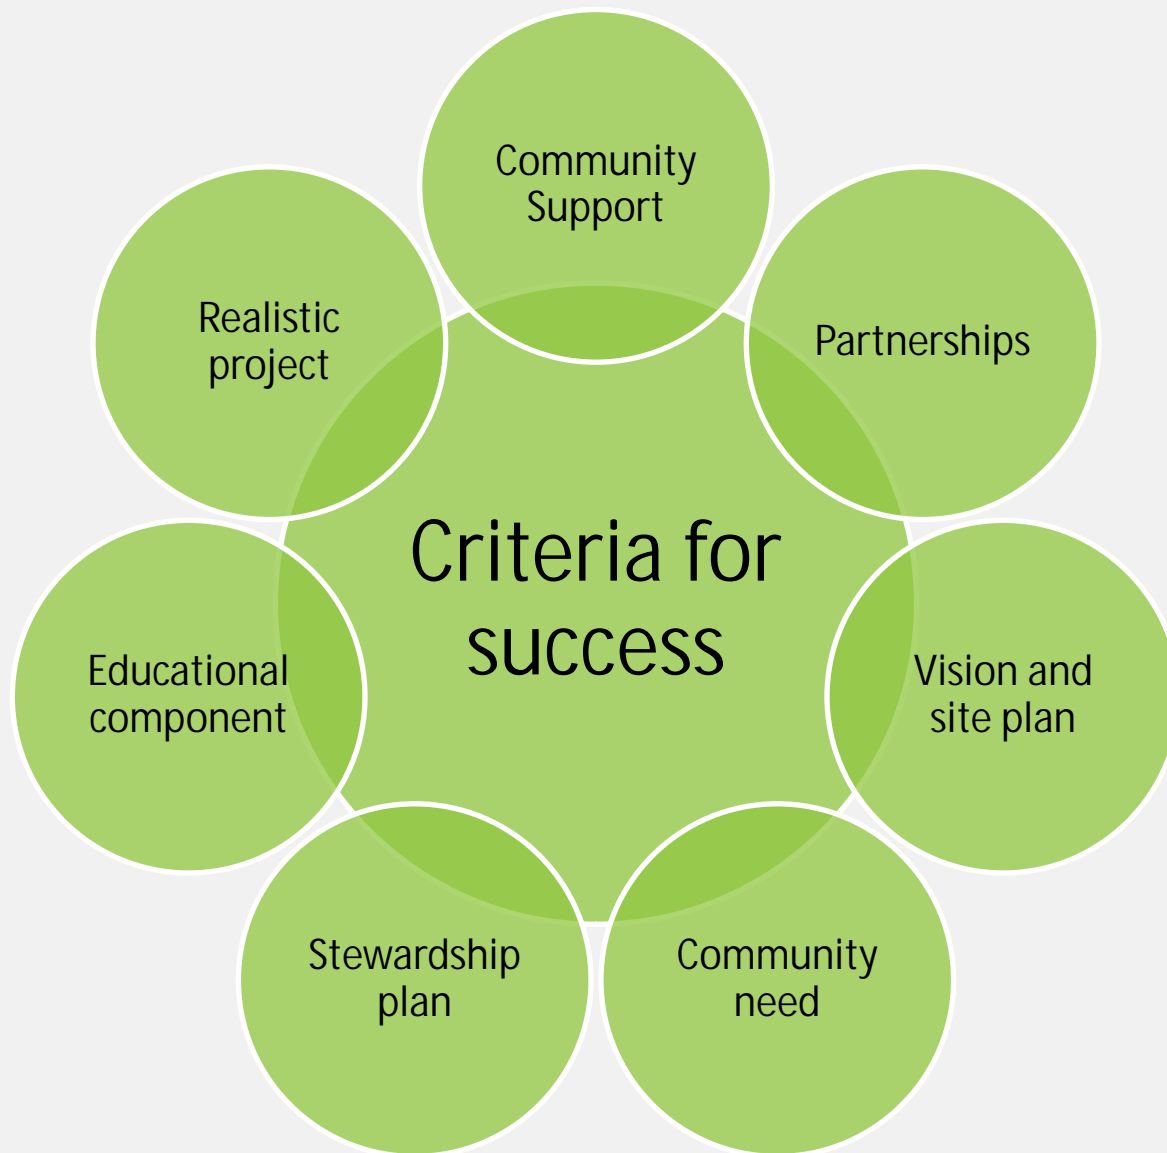 Community
Support
Partnerships
Vision and
site plan
Community
need
Stewardship
plan
Educational
component
Realistic
project
Criteria for
success